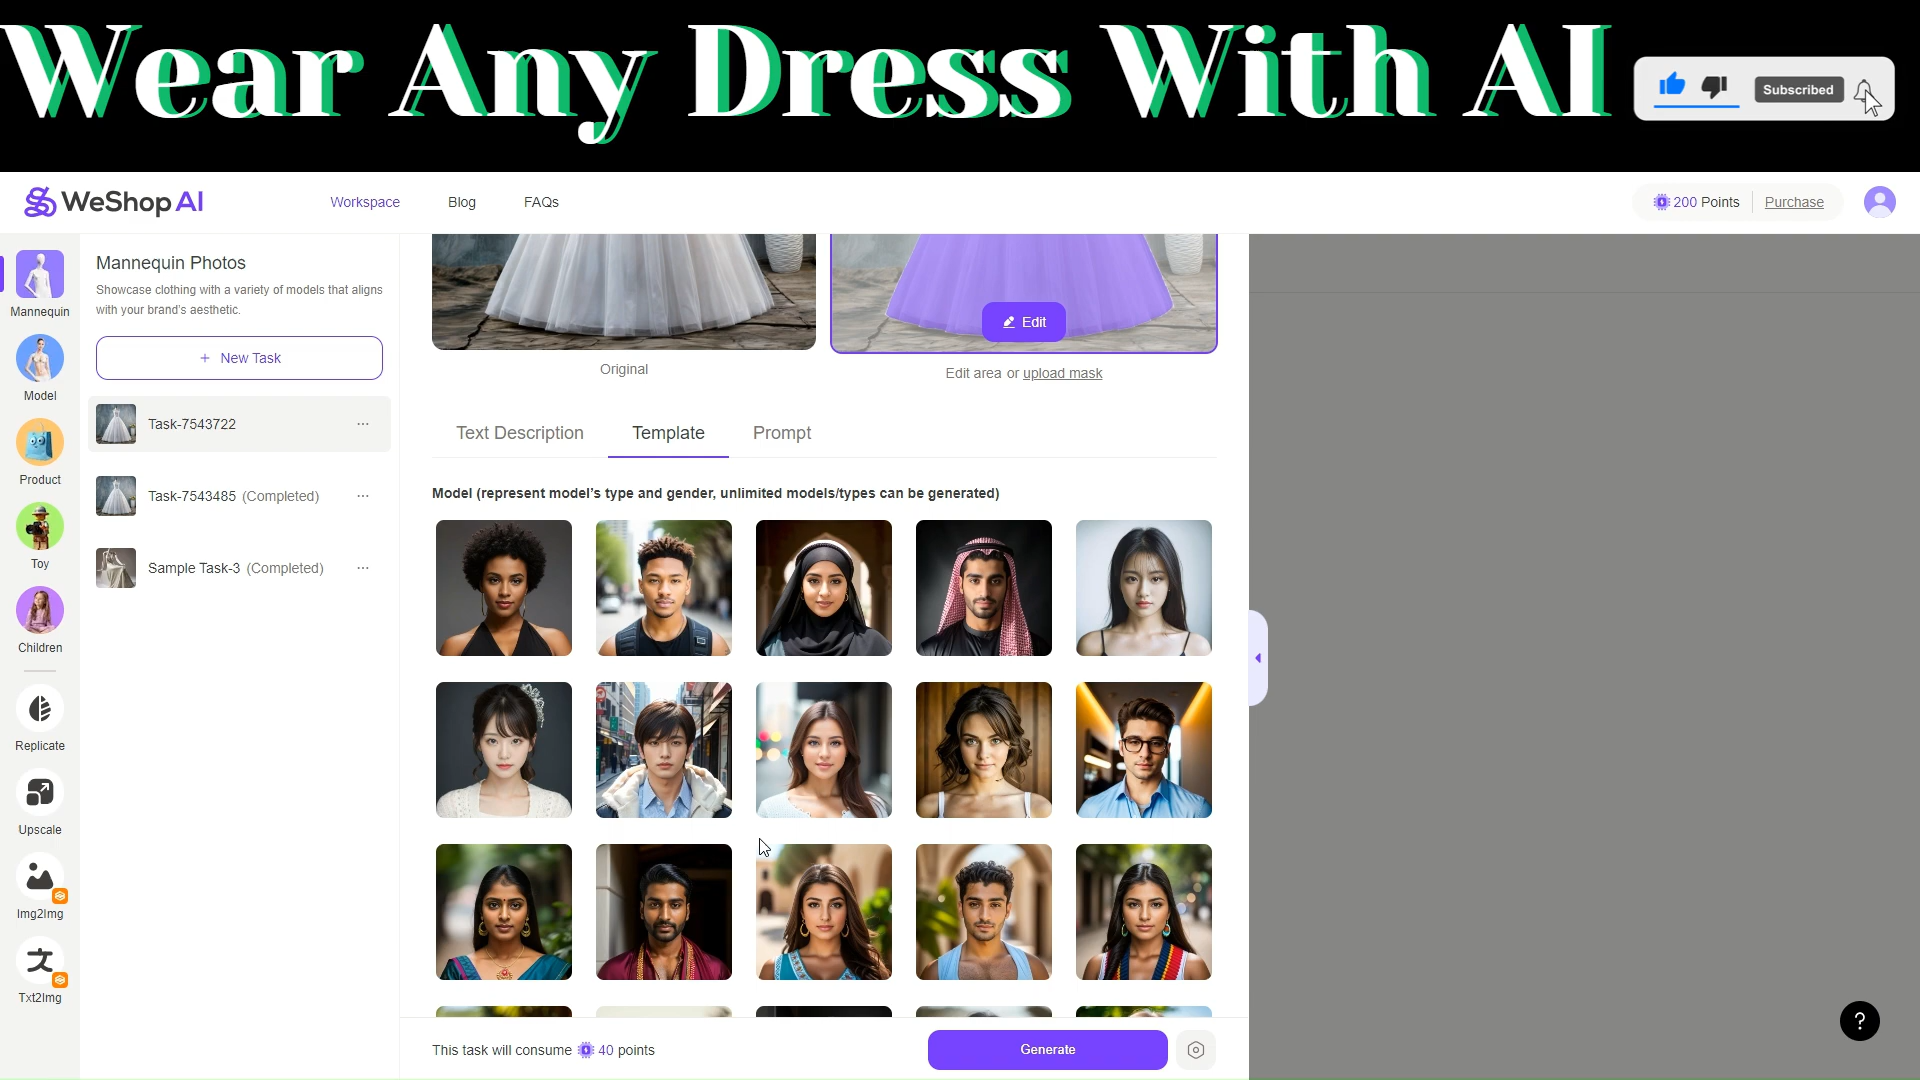 Wear Any Dress With AI
Subscribed
WeShop AI
Workspace
Blog
FAQs
200 Points
Purchase
Mannequin
Model
Product
Toy
Children
Replicate
Upscale
Img2Img
Txt2Img
Mannequin Photos
Showcase clothing with a variety of models that aligns
with your brand's aesthetic.
+ New Task
Task-7543722
Task-7543485 (Completed)
Sample Task-3 (Completed)
Edit
Original
Edit area or upload mask
Text Description
Template
Prompt
Model (represent model's type and gender, unlimited models/types can be generated)
This task will consume 40 points
Generate
?